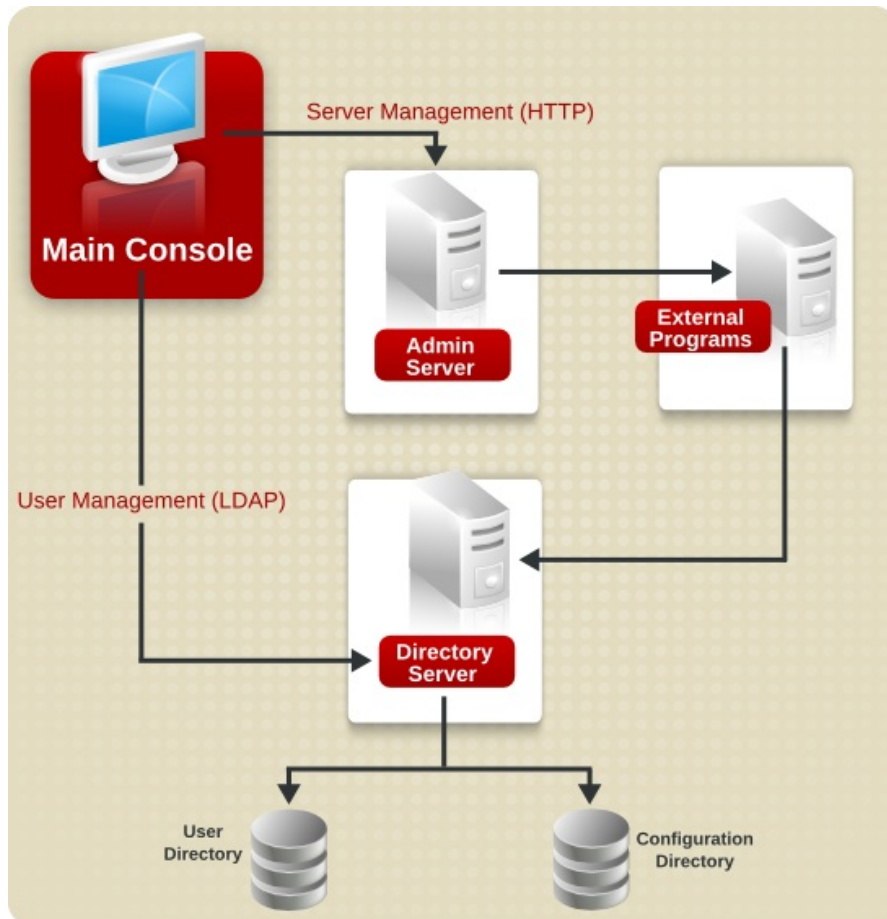 Server Management (HTTP)
Main Console
Admin
Server
External
Programs
User Management (LDAP)
Directory
Server
User
Directory
Configuration
Directory